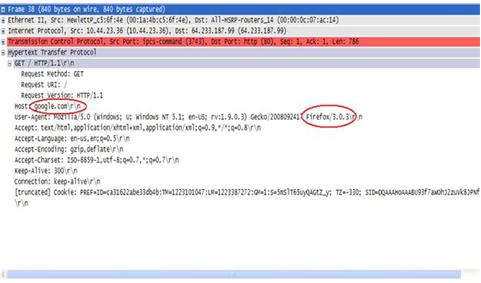 Frame 38 (840 bytes on wire, 840 bytes captured)
Ethernet II, Src: HewlettP_c5:6f:4e (00:1a:4b:c5:6f:4e), Dst: All-HSRP-routers_14 (00:00:0c:07:ac:14)
Internet Protocol, Src: 10.44.23.36 (10.44.23.36), Dst: 64.233.187.99 (64.233.187.99)
Transmission Control Protocol, Src Port: ipcs-command (3743), Dst Port: http (80), Seq: 1, Ack: 1, Len: 786
Hypertext Transfer Protocol
GET / HTTP/1.1\r\n
Request Method: GET
Request URI: /
Request Version: HTTP/1.1
Host: google.com\r\n
User-Agent: Mozilla/5.0 (Windows; U; Windows NT 5.1; en-US; rv:1.9.0.3) Gecko/2008092417 Firefox/3.0.3\r\n
Accept: text/html,application/xhtml+xml,application/xml;q=0.9,*/*;q=0.8\r\n
Accept-Language: en-us,en;q=0.5\r\n
Accept-Encoding: gzip,deflate\r\n
Accept-Charset: ISO-8859-1,utf-8;q=0.7,*;q=0.7\r\n
Keep-Alive: 300\r\n
Connection: keep-alive\r\n
[truncated] Cookie: PREF=ID=ca31622abe33db4b:TM=1223101047:LM=1223387272:GM=1:S=5mSlT65uyQAGtZ_y; TZ=-330;
\r\n